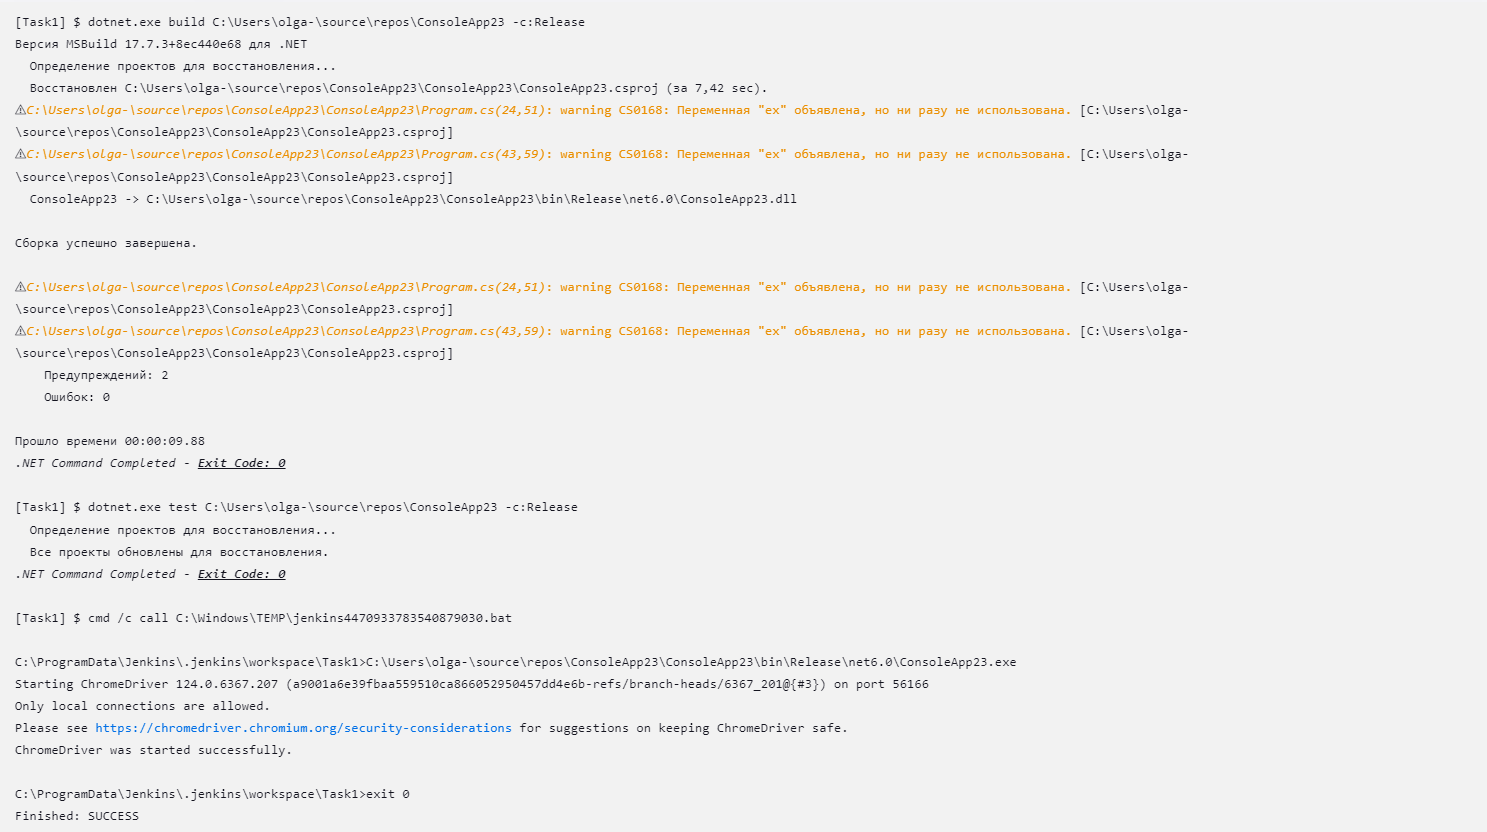 [Task1] $ dotnet.exe build C:\Users\olga-\source\repos\ConsoleApp23 -c:Release
Версия MSBuild 17.7.3+8ec440e68 для .NET
  Определение проектов для восстановления...
  Восстановлен C:\Users\olga-\source\repos\ConsoleApp23\ConsoleApp23\ConsoleApp23.csproj (за 7,42 sec).
⚠C:\Users\olga-\source\repos\ConsoleApp23\ConsoleApp23\Program.cs(24,51): warning CS0168: Переменная "ex" объявлена, но ни разу не использована. [C:\Users\olga-
\source\repos\ConsoleApp23\ConsoleApp23\ConsoleApp23.csproj]
⚠C:\Users\olga-\source\repos\ConsoleApp23\ConsoleApp23\Program.cs(43,59): warning CS0168: Переменная "ex" объявлена, но ни разу не использована. [C:\Users\olga-
\source\repos\ConsoleApp23\ConsoleApp23\ConsoleApp23.csproj]
  ConsoleApp23 -> C:\Users\olga-\source\repos\ConsoleApp23\ConsoleApp23\bin\Release\net6.0\ConsoleApp23.dll

Сборка успешно завершена.

⚠C:\Users\olga-\source\repos\ConsoleApp23\ConsoleApp23\Program.cs(24,51): warning CS0168: Переменная "ex" объявлена, но ни разу не использована. [C:\Users\olga-
\source\repos\ConsoleApp23\ConsoleApp23\ConsoleApp23.csproj]
⚠C:\Users\olga-\source\repos\ConsoleApp23\ConsoleApp23\Program.cs(43,59): warning CS0168: Переменная "ex" объявлена, но ни разу не использована. [C:\Users\olga-
\source\repos\ConsoleApp23\ConsoleApp23\ConsoleApp23.csproj]
    Предупреждений: 2
    Ошибок: 0

Прошло времени 00:00:09.88
.NET Command Completed - Exit Code: 0

[Task1] $ dotnet.exe test C:\Users\olga-\source\repos\ConsoleApp23 -c:Release
  Определение проектов для восстановления...
  Все проекты обновлены для восстановления.
.NET Command Completed - Exit Code: 0

[Task1] $ cmd /c call C:\Windows\TEMP\jenkins4470933783540879030.bat

C:\ProgramData\Jenkins\.jenkins\workspace\Task1>C:\Users\olga-\source\repos\ConsoleApp23\ConsoleApp23\bin\Release\net6.0\ConsoleApp23.exe
Starting ChromeDriver 124.0.6367.207 (a9001a6e39fbaa559510ca866052950457dd4e6b-refs/branch-heads/6367_201@{#3}) on port 56166
Only local connections are allowed.
Please see https://chromedriver.chromium.org/security-considerations for suggestions on keeping ChromeDriver safe.
ChromeDriver was started successfully.

C:\ProgramData\Jenkins\.jenkins\workspace\Task1>exit 0
Finished: SUCCESS